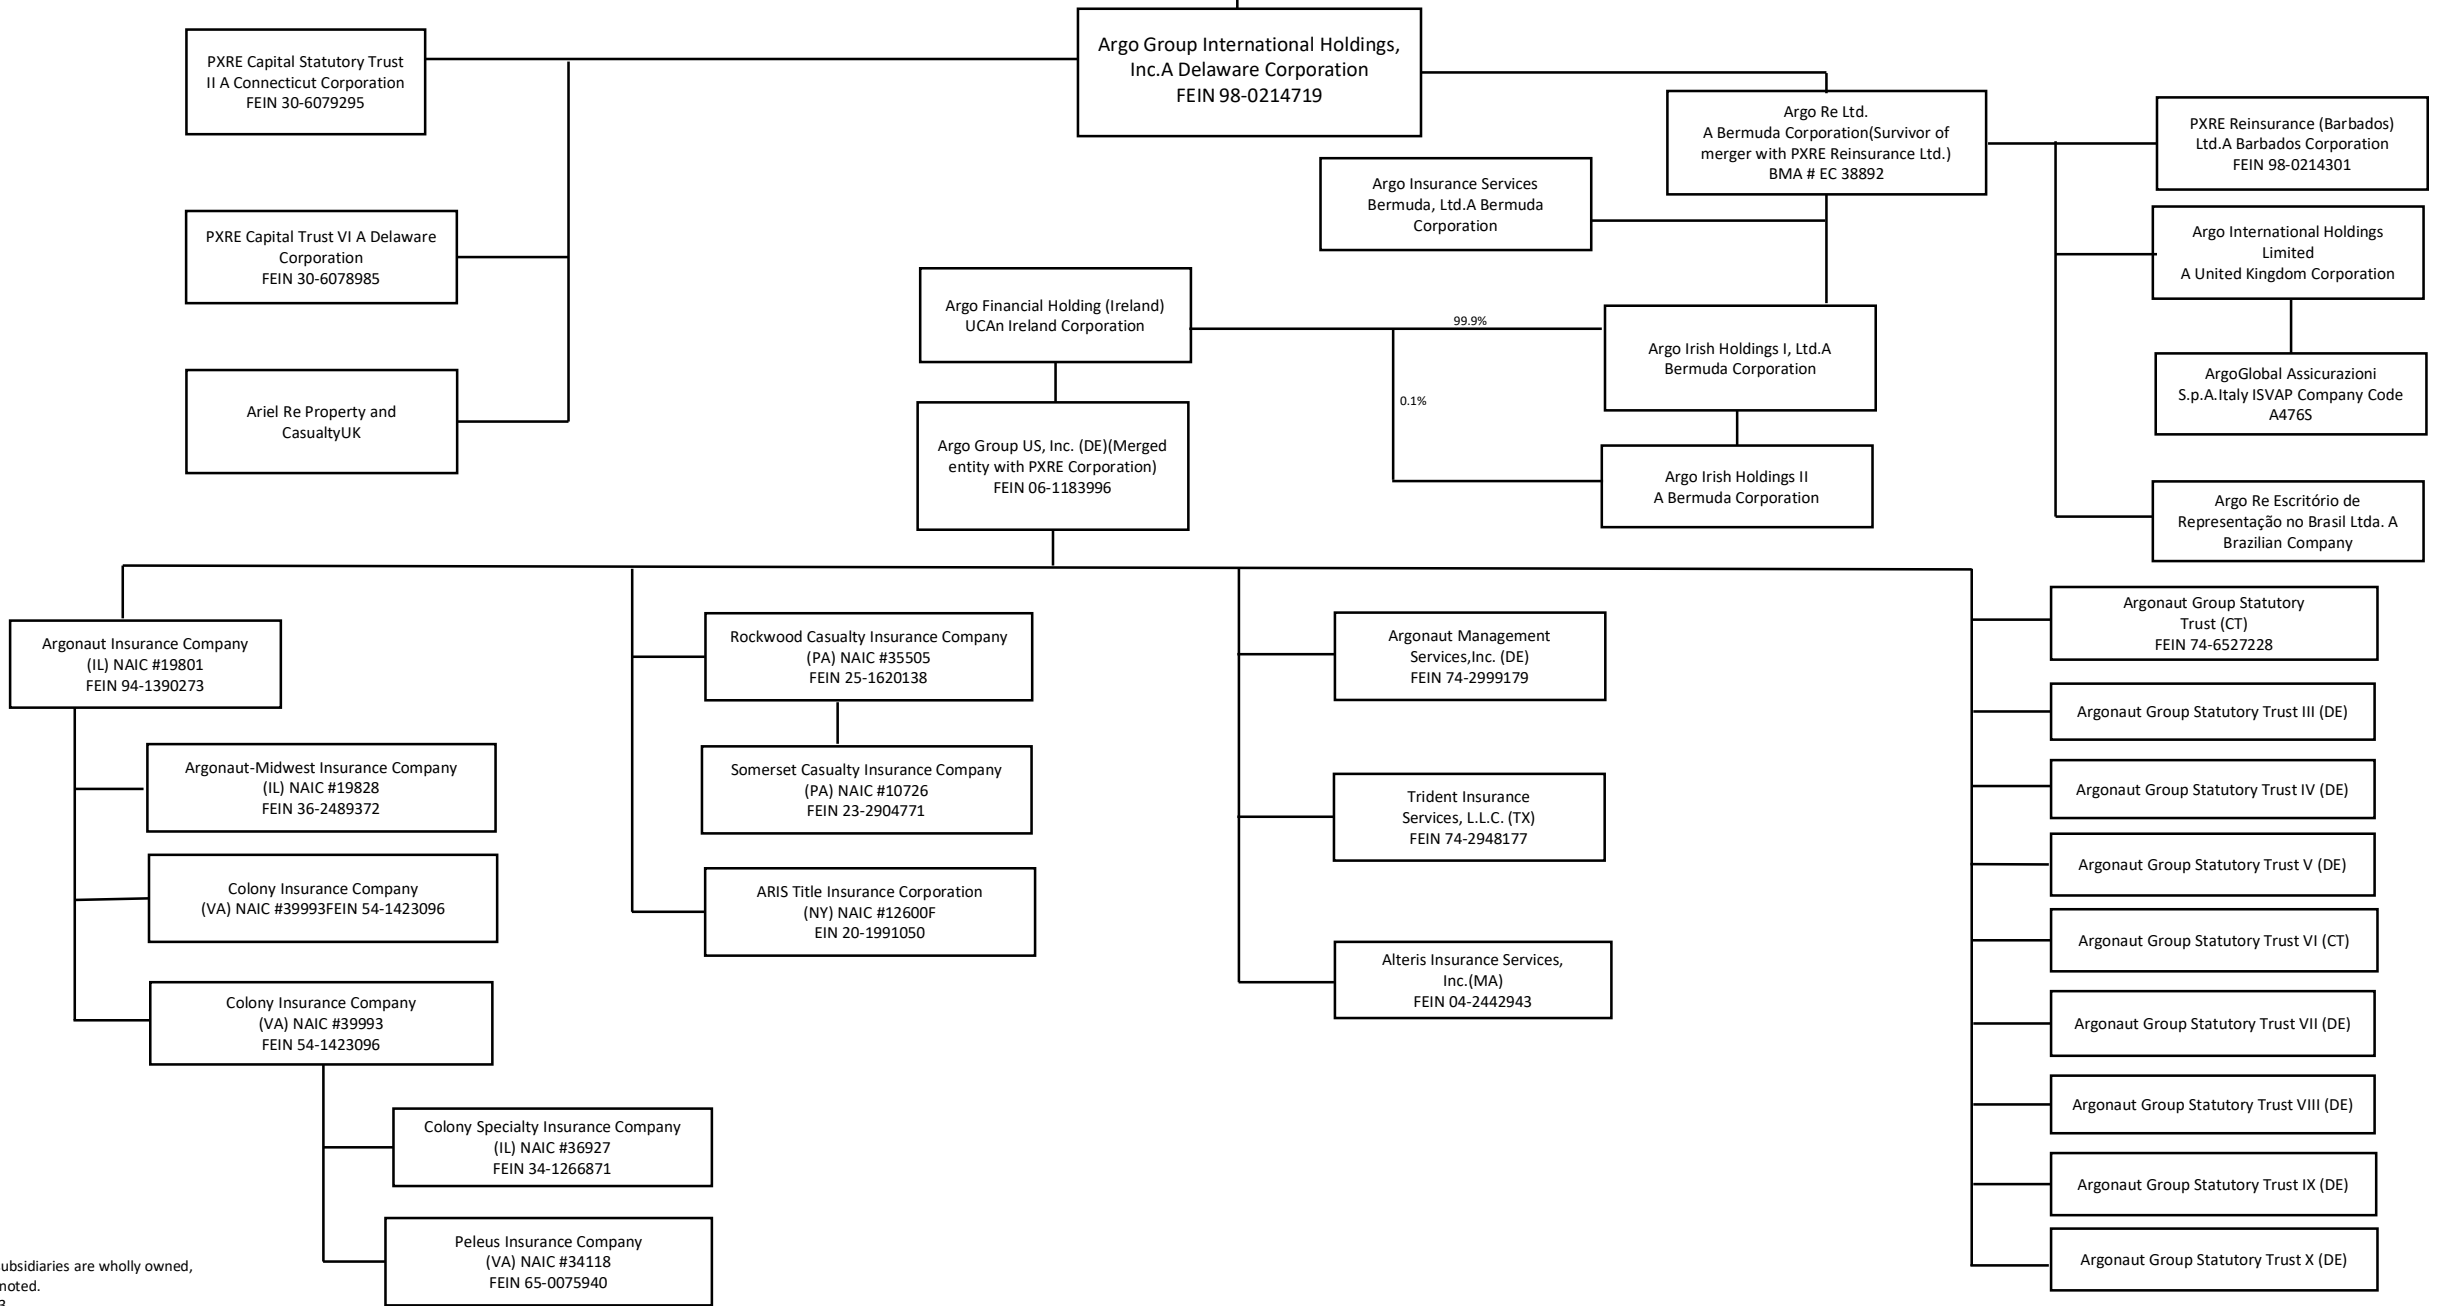 Argo Group International Holdings,
Inc.A Delaware Corporation
FEIN 98-0214719
PXRE Capital Statutory Trust
II A Connecticut Corporation
FEIN 30-6079295
PXRE Capital Trust VI A Delaware
Corporation
FEIN 30-6078985
Ariel Re Property and
CasualtyUK
Argo Re Ltd.
A Bermuda Corporation(Survivor of
merger with PXRE Reinsurance Ltd.)
BMA # EC 38892
PXRE Reinsurance (Barbados)
Ltd.A Barbados Corporation
FEIN 98-0214301
Argo Insurance Services
Bermuda, Ltd.A Bermuda
Corporation
Argo International Holdings
Limited
A United Kingdom Corporation
Argo Financial Holding (Ireland)
UCAn Ireland Corporation
99.9%
Argo Irish Holdings I, Ltd.A
Bermuda Corporation
ArgoGlobal Assicurazioni
S.p.A.Italy ISVAP Company Code
A476S
0.1%
Argo Group US, Inc. (DE)(Merged
entity with PXRE Corporation)
FEIN 06-1183996
Argo Irish Holdings II
A Bermuda Corporation
Argo Re Escritório de
Representação no Brasil Ltda. A
Brazilian Company
Argonaut Insurance Company
(IL) NAIC #19801
FEIN 94-1390273
Argonaut-Midwest Insurance Company
(IL) NAIC #19828
FEIN 36-2489372
Colony Insurance Company
(VA) NAIC #39993FEIN 54-1423096
Colony Insurance Company
(VA) NAIC #39993
FEIN 54-1423096
Colony Specialty Insurance Company
(IL) NAIC #36927
FEIN 34-1266871
Peleus Insurance Company
(VA) NAIC #34118
FEIN 65-0075940
Rockwood Casualty Insurance Company
(PA) NAIC #35505
FEIN 25-1620138
Somerset Casualty Insurance Company
(PA) NAIC #10726
FEIN 23-2904771
ARIS Title Insurance Corporation
(NY) NAIC #12600F
EIN 20-1991050
Argonaut Management
Services,Inc. (DE)
FEIN 74-2999179
Trident Insurance
Services, L.L.C. (TX)
FEIN 74-2948177
Alteris Insurance Services,
Inc.(MA)
FEIN 04-2442943
Argonaut Group Statutory
Trust (CT)
FEIN 74-6527228
Argonaut Group Statutory Trust III (DE)
Argonaut Group Statutory Trust IV (DE)
Argonaut Group Statutory Trust V (DE)
Argonaut Group Statutory Trust VI (CT)
Argonaut Group Statutory Trust VII (DE)
Argonaut Group Statutory Trust VIII (DE)
Argonaut Group Statutory Trust IX (DE)
Argonaut Group Statutory Trust X (DE)
subsidiaries are wholly owned,
noted.